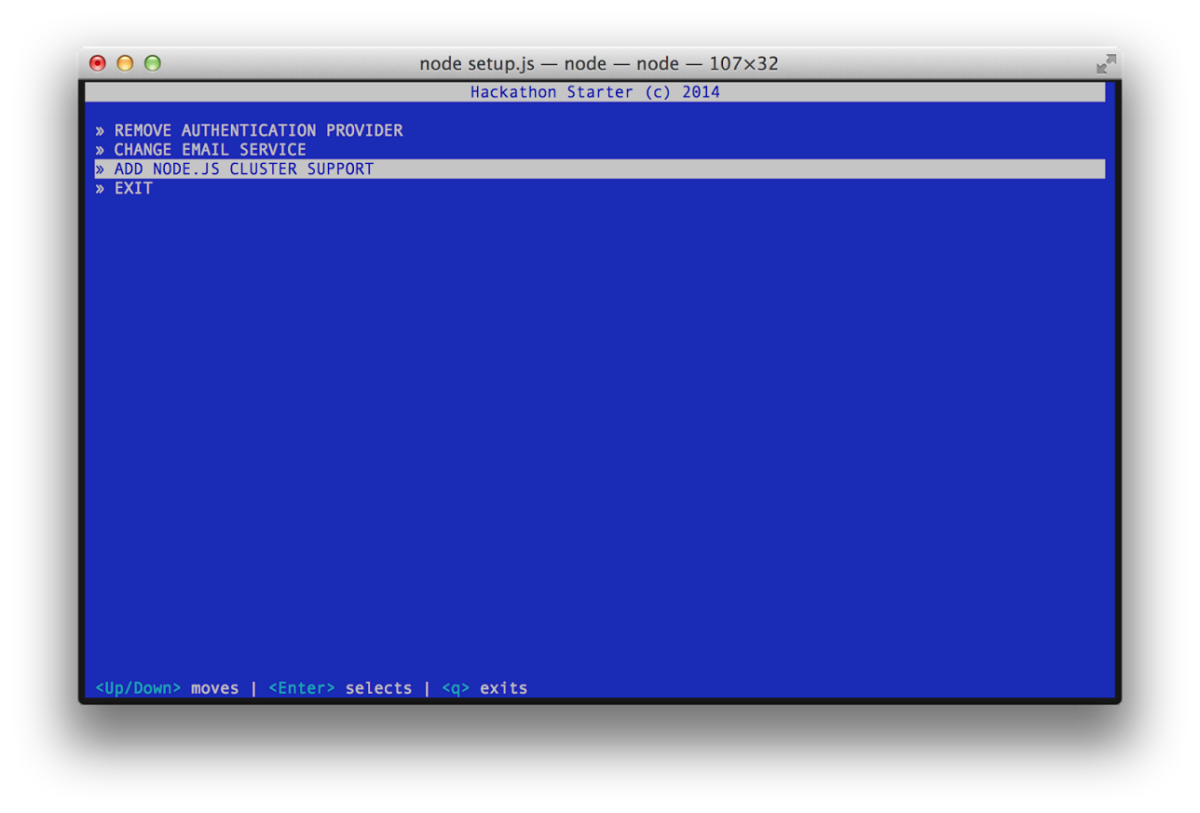 node setup.js — node — node — 107×32
Hackathon Starter (c) 2014
» REMOVE AUTHENTICATION PROVIDER
» CHANGE EMAIL SERVICE
» ADD NODE.JS CLUSTER SUPPORT
» EXIT
<Up/Down> moves | <Enter> selects | <q> exits